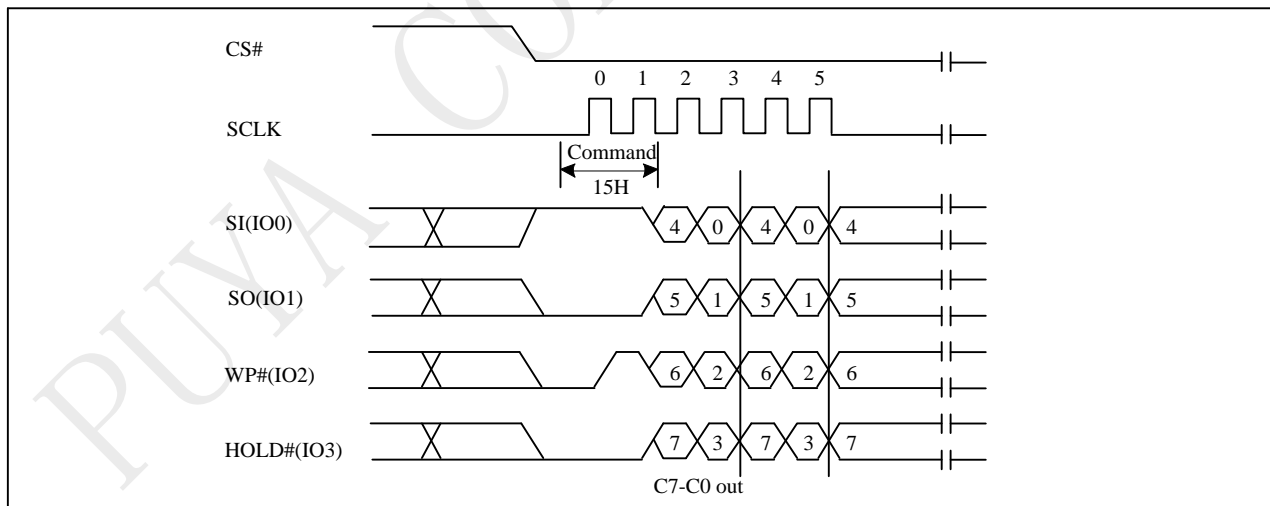 PUYA CO
CS#
0 1 2 3 4 5
SCLK
Command
15H
SI(IO0) 4 0 4 0 4
SO(IO1) 5 1 5 1 5
WP#(IO2) 6 2 6 2 6
HOLD#(IO3) 7 3 7 3 7
C7-C0 out